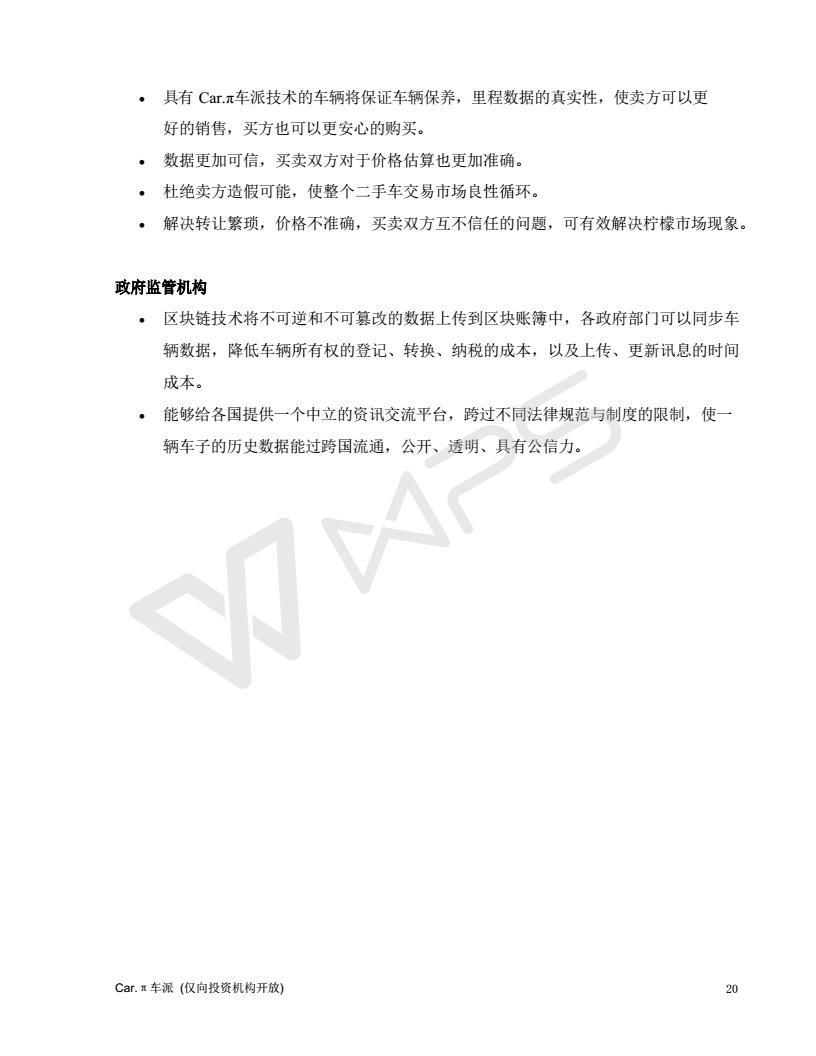 • 具有 Car.π车派技术的车辆将保证车辆保养，里程数据的真实性，使卖方可以更
好的销售，买方也可以更安心的购买。
• 数据更加可信，买卖双方对于价格估算也更加准确。
• 杜绝卖方造假可能，使整个二手车交易市场良性循环。
• 解决转让繁琐，价格不准确，买卖双方互不信任的问题，可有效解决柠檬市场现象。
政府监管机构
• 区块链技术将不可逆和不可篡改的数据上传到区块账簿中，各政府部门可以同步车
辆数据，降低车辆所有权的登记、转换、纳税的成本，以及上传、更新讯息的时间
成本。
• 能够给各国提供一个中立的资讯交流平台，跨过不同法律规范与制度的限制，使一
辆车子的历史数据能过跨国流通，公开、透明、具有公信力。
WPS
Car. π 车派 (仅向投资机构开放) 20